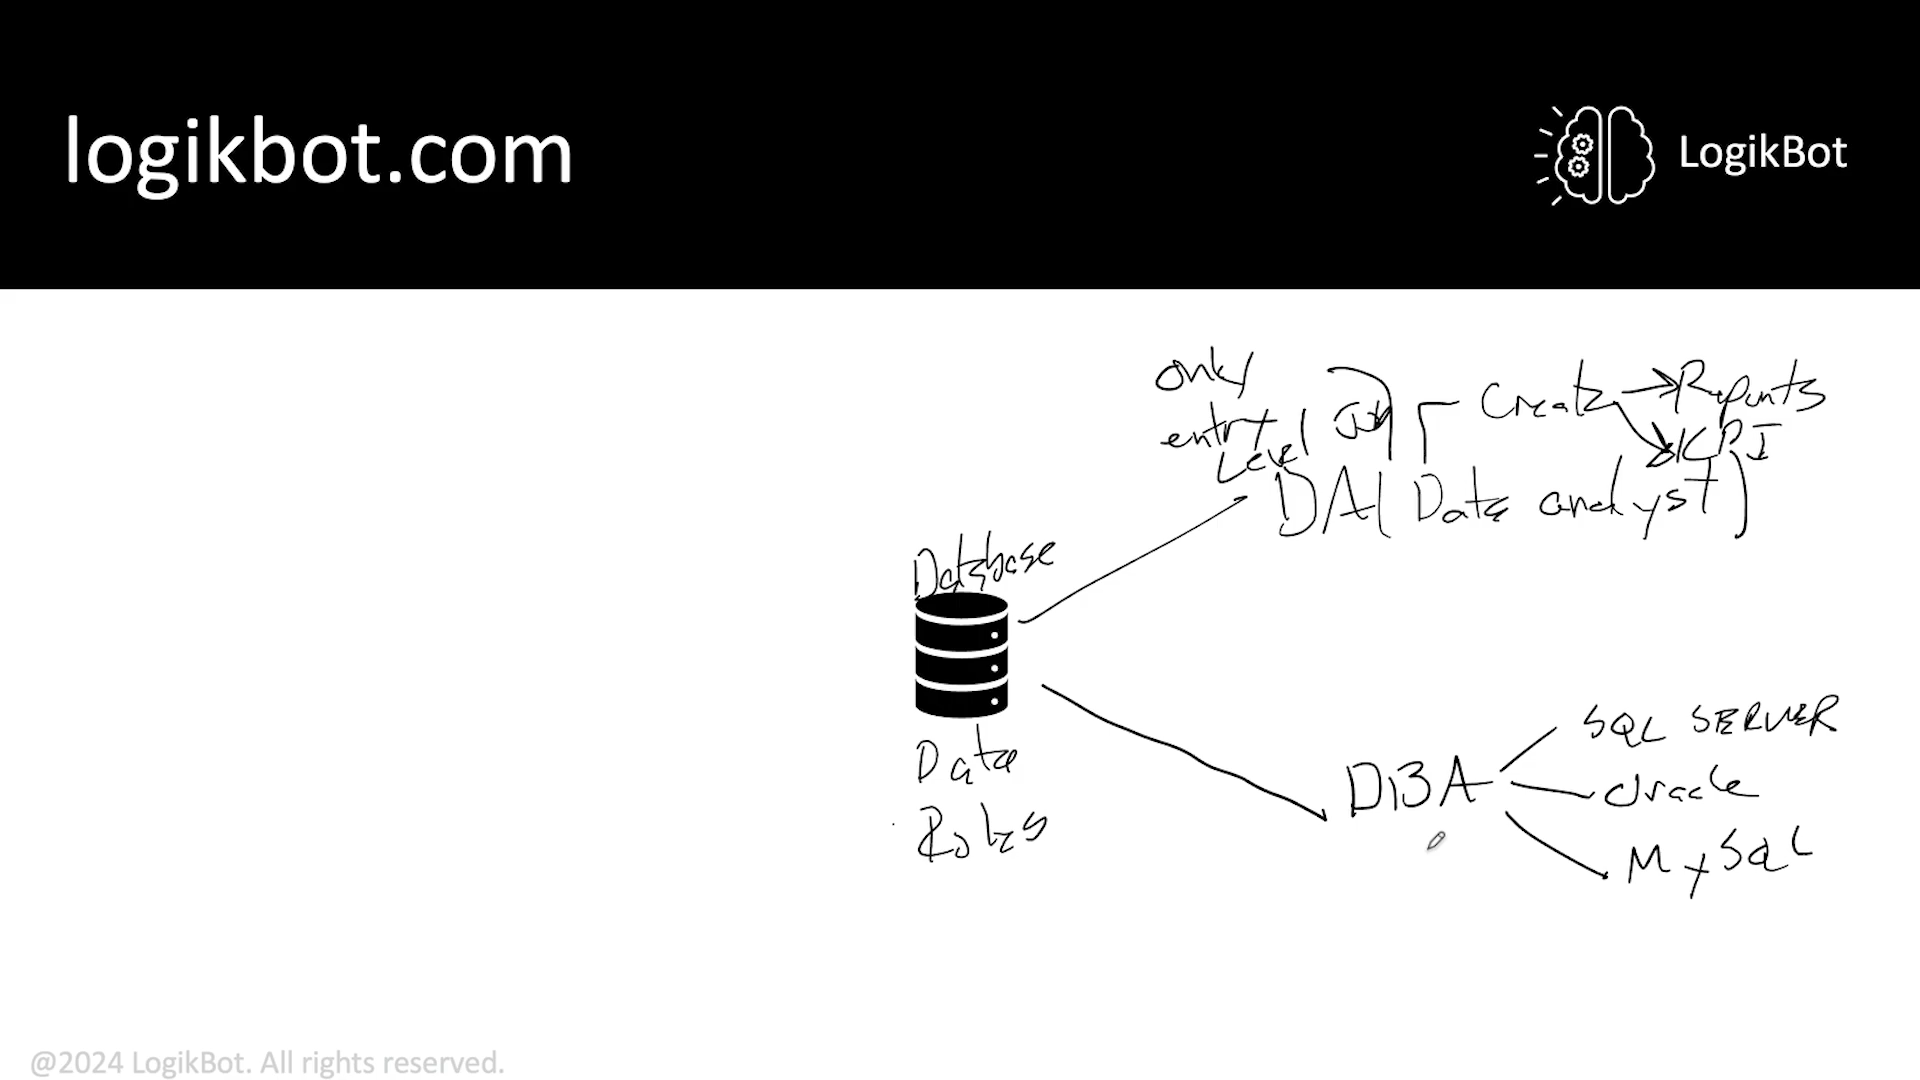 logikbot.com
LogikBot
only
entry
Level Job
Create
Reports
KPI
DA( Data analyst)
Database
Data
Roles
DBA
SQL SERVER
Oracle
MySQL
@2024 LogikBot. All rights reserved.